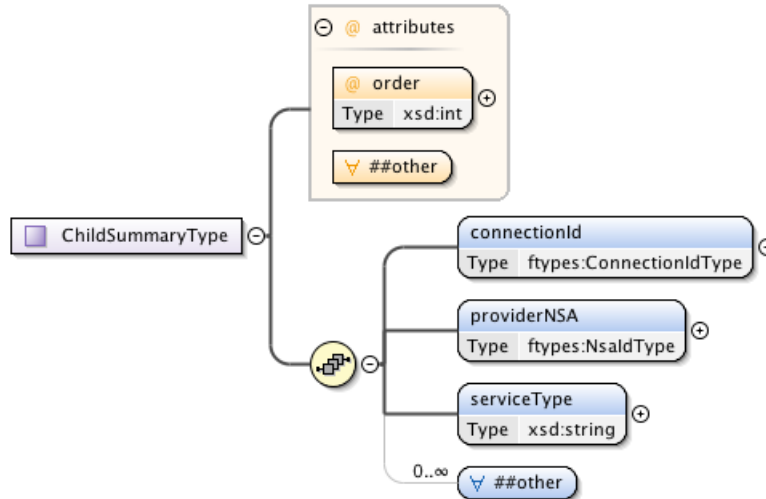 @ attributes
@ order
Type xsd:int
∀ ##other
ChildSummaryType
connectionId
Type ftypes:ConnectionIdType
providerNSA
Type ftypes:NsaIdType
serviceType
Type xsd:string
0..∞
∀ ##other